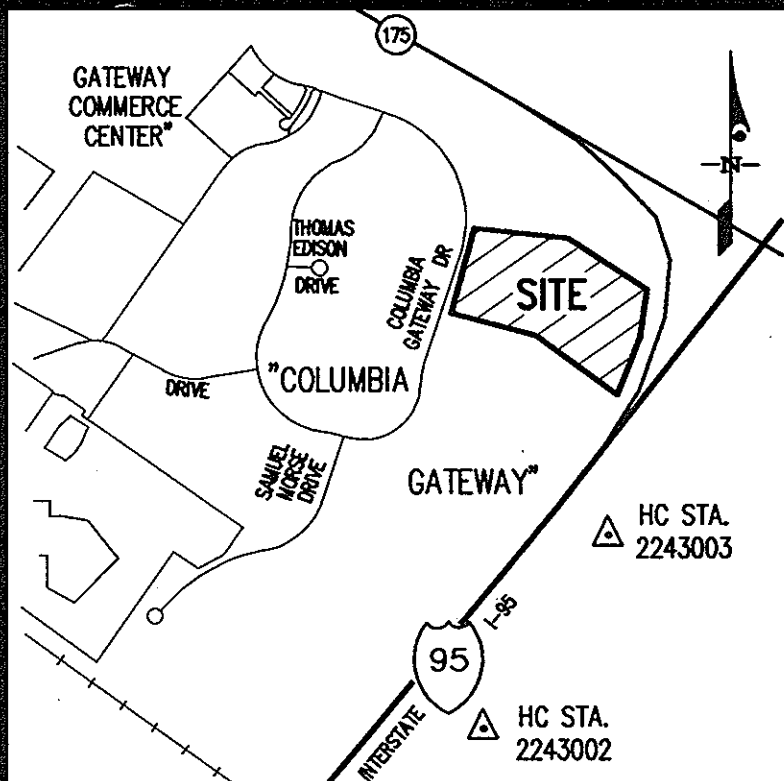 175
GATEWAY
COMMERCE
CENTER"
N
THOMAS
EDISON
DRIVE
COLUMBIA
GATEWAY DR
SITE
"COLUMBIA
DRIVE
SAMUEL
MORSE
DRIVE
GATEWAY"
HC STA.
2243003
I-95
95
INTERSTATE
HC STA.
2243002